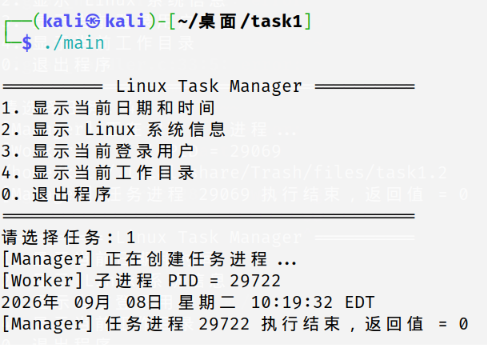 ┌──(kali㉿kali)-[~/桌面/task1]
└─$ ./main

========== Linux Task Manager ==========
1. 显示当前日期和时间
2. 显示 Linux 系统信息
3. 显示当前登录用户
4. 显示当前工作目录
0. 退出程序
========================================
请选择任务: 1
[Manager] 正在创建任务进程...
[Worker] 子进程 PID = 29722
2026年 09月 08日 星期二 10:19:32 EDT
[Manager] 任务进程 29722 执行结束，返回值 = 0